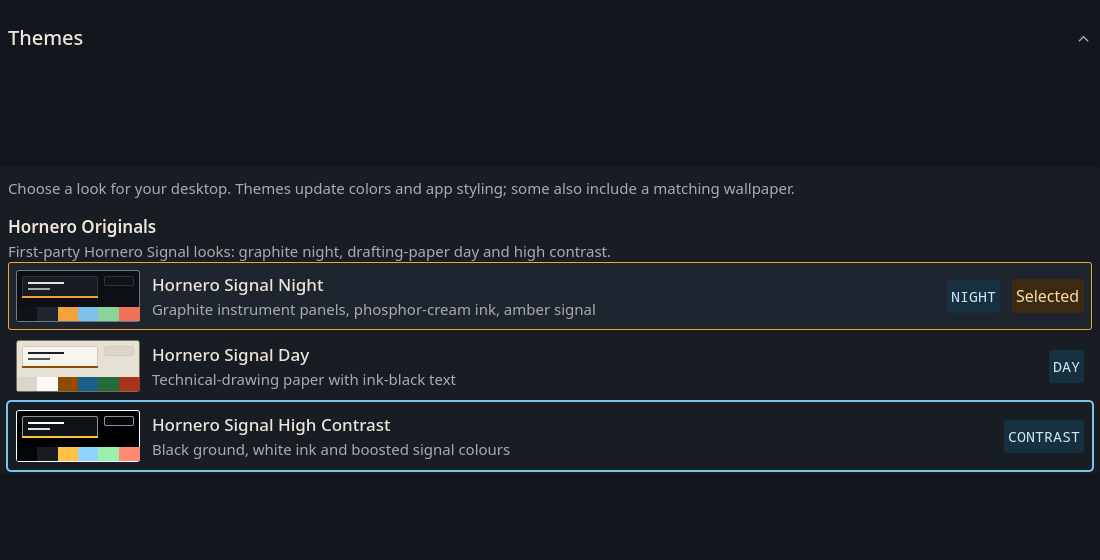 Themes
Choose a look for your desktop. Themes update colors and app styling; some also include a matching wallpaper.
Hornero Originals
First-party Hornero Signal looks: graphite night, drafting-paper day and high contrast.
Hornero Signal Night
Graphite instrument panels, phosphor-cream ink, amber signal
NIGHT
Selected
Hornero Signal Day
Technical-drawing paper with ink-black text
DAY
Hornero Signal High Contrast
Black ground, white ink and boosted signal colours
CONTRAST